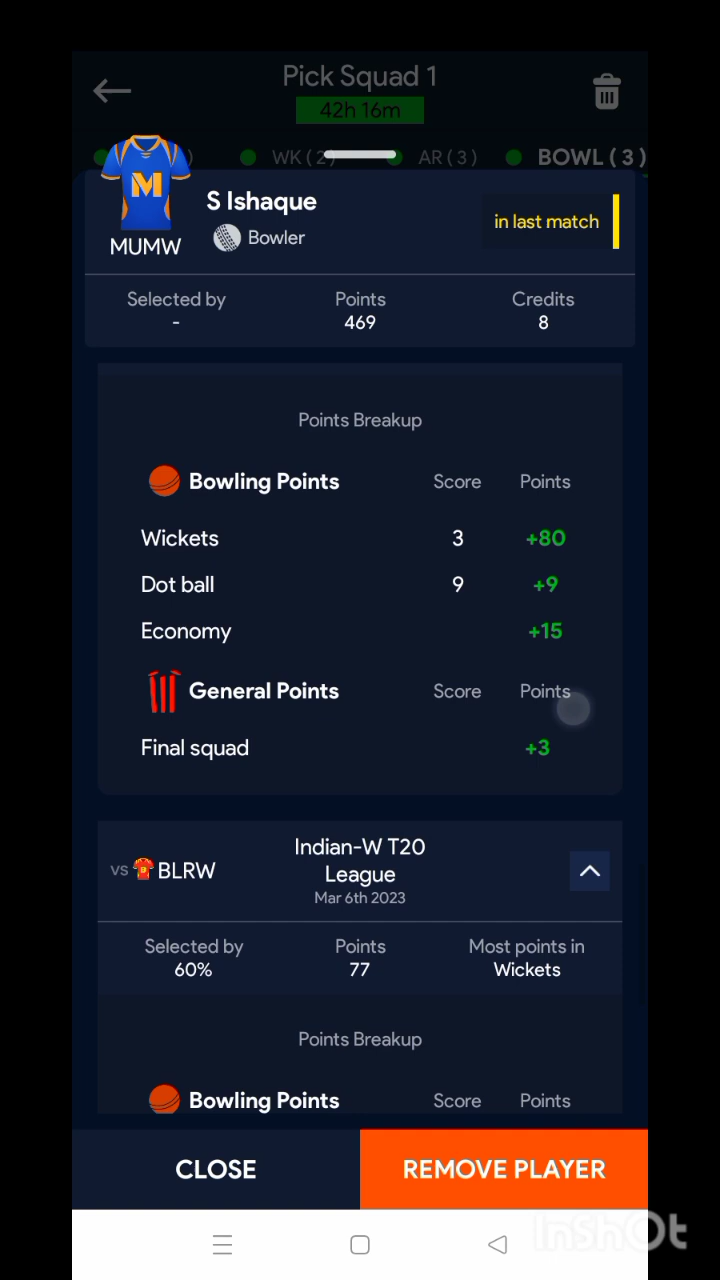 Pick Squad 1
42h 16m
WK ( 2 AR ( 3 ) BOWL ( 3 )
M
MUMW
S Ishaque
Bowler
in last match
Selected by Points Credits
- 469 8
Points Breakup
Bowling Points Score Points
Wickets 3 +80
Dot ball 9 +9
Economy +15
General Points Score Points
Final squad +3
vs BLRW
Indian-W T20
League
Mar 6th 2023
Selected by Points Most points in
60% 77 Wickets
Points Breakup
Bowling Points Score Points
CLOSE REMOVE PLAYER
InShOt